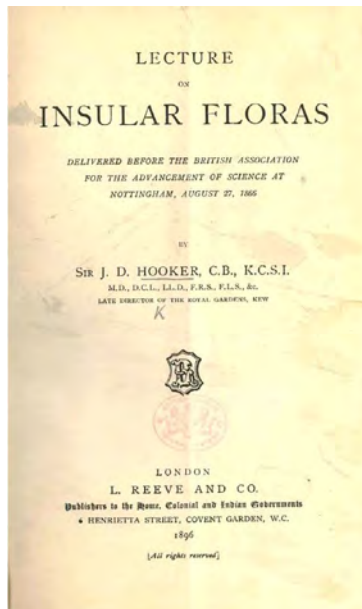 LECTURE
ON
INSULAR FLORAS
DELIVERED BEFORE THE BRITISH ASSOCIATION
FOR THE ADVANCEMENT OF SCIENCE AT
NOTTINGHAM, AUGUST 27, 1866
BY
SIR J. D. HOOKER, C.B., K.C.S.I.
M.D., D.C.L., LL.D., F.R.S., F.L.S., &c.
LATE DIRECTOR OF THE ROYAL GARDENS, KEW
K
LONDON
L. REEVE AND CO.
Publishers to the Home, Colonial and Indian Governments
6 HENRIETTA STREET, COVENT GARDEN, W.C.
1896
[All rights reserved]